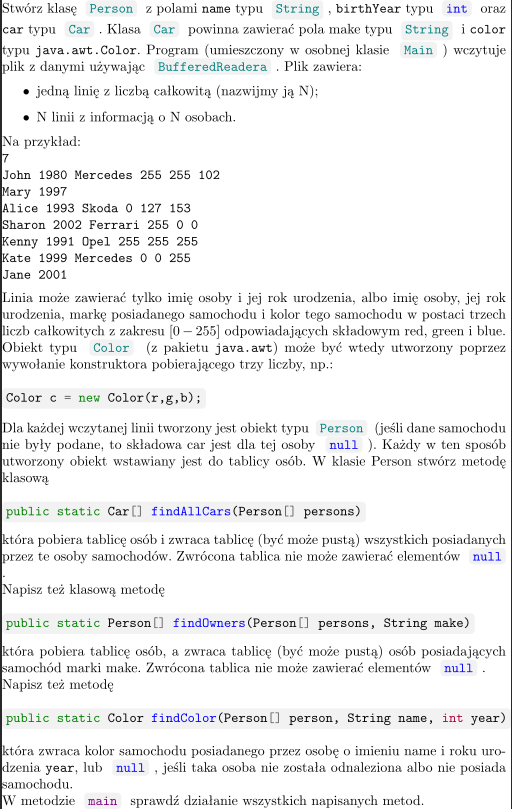 Stwórz klasę Person z polami name typu String , birthYear typu int oraz
car typu Car . Klasa Car powinna zawierać pola make typu String i color
typu java.awt.Color. Program (umieszczony w osobnej klasie Main ) wczytuje
plik z danymi używając BufferedReadera . Plik zawiera:
• jedną linię z liczbą całkowitą (nazwijmy ją N);
• N linii z informacją o N osobach.
Na przykład:
7
John 1980 Mercedes 255 255 102
Mary 1997
Alice 1993 Skoda 0 127 153
Sharon 2002 Ferrari 255 0 0
Kenny 1991 Opel 255 255 255
Kate 1999 Mercedes 0 0 255
Jane 2001
Linia może zawierać tylko imię osoby i jej rok urodzenia, albo imię osoby, jej rok
urodzenia, markę posiadanego samochodu i kolor tego samochodu w postaci trzech
liczb całkowitych z zakresu [0 − 255] odpowiadających składowym red, green i blue.
Obiekt typu Color (z pakietu java.awt) może być wtedy utworzony poprzez
wywołanie konstruktora pobierającego trzy liczby, np.:
Color c = new Color(r,g,b);
Dla każdej wczytanej linii tworzony jest obiekt typu Person (jeśli dane samochodu
nie były podane, to składowa car jest dla tej osoby null ). Każdy w ten sposób
utworzony obiekt wstawiany jest do tablicy osób. W klasie Person stwórz metodę
klasową
public static Car[] findAllCars(Person[] persons)
która pobiera tablicę osób i zwraca tablicę (być może pustą) wszystkich posiadanych
przez te osoby samochodów. Zwrócona tablica nie może zawierać elementów null
.
Napisz też klasową metodę
public static Person[] findOwners(Person[] persons, String make)
która pobiera tablicę osób, a zwraca tablicę (być może pustą) osób posiadających
samochód marki make. Zwrócona tablica nie może zawierać elementów null .
Napisz też metodę
public static Color findColor(Person[] person, String name, int year)
która zwraca kolor samochodu posiadanego przez osobę o imieniu name i roku uro-
dzenia year, lub null , jeśli taka osoba nie została odnaleziona albo nie posiada
samochodu.
W metodzie main sprawdź działanie wszystkich napisanych metod.